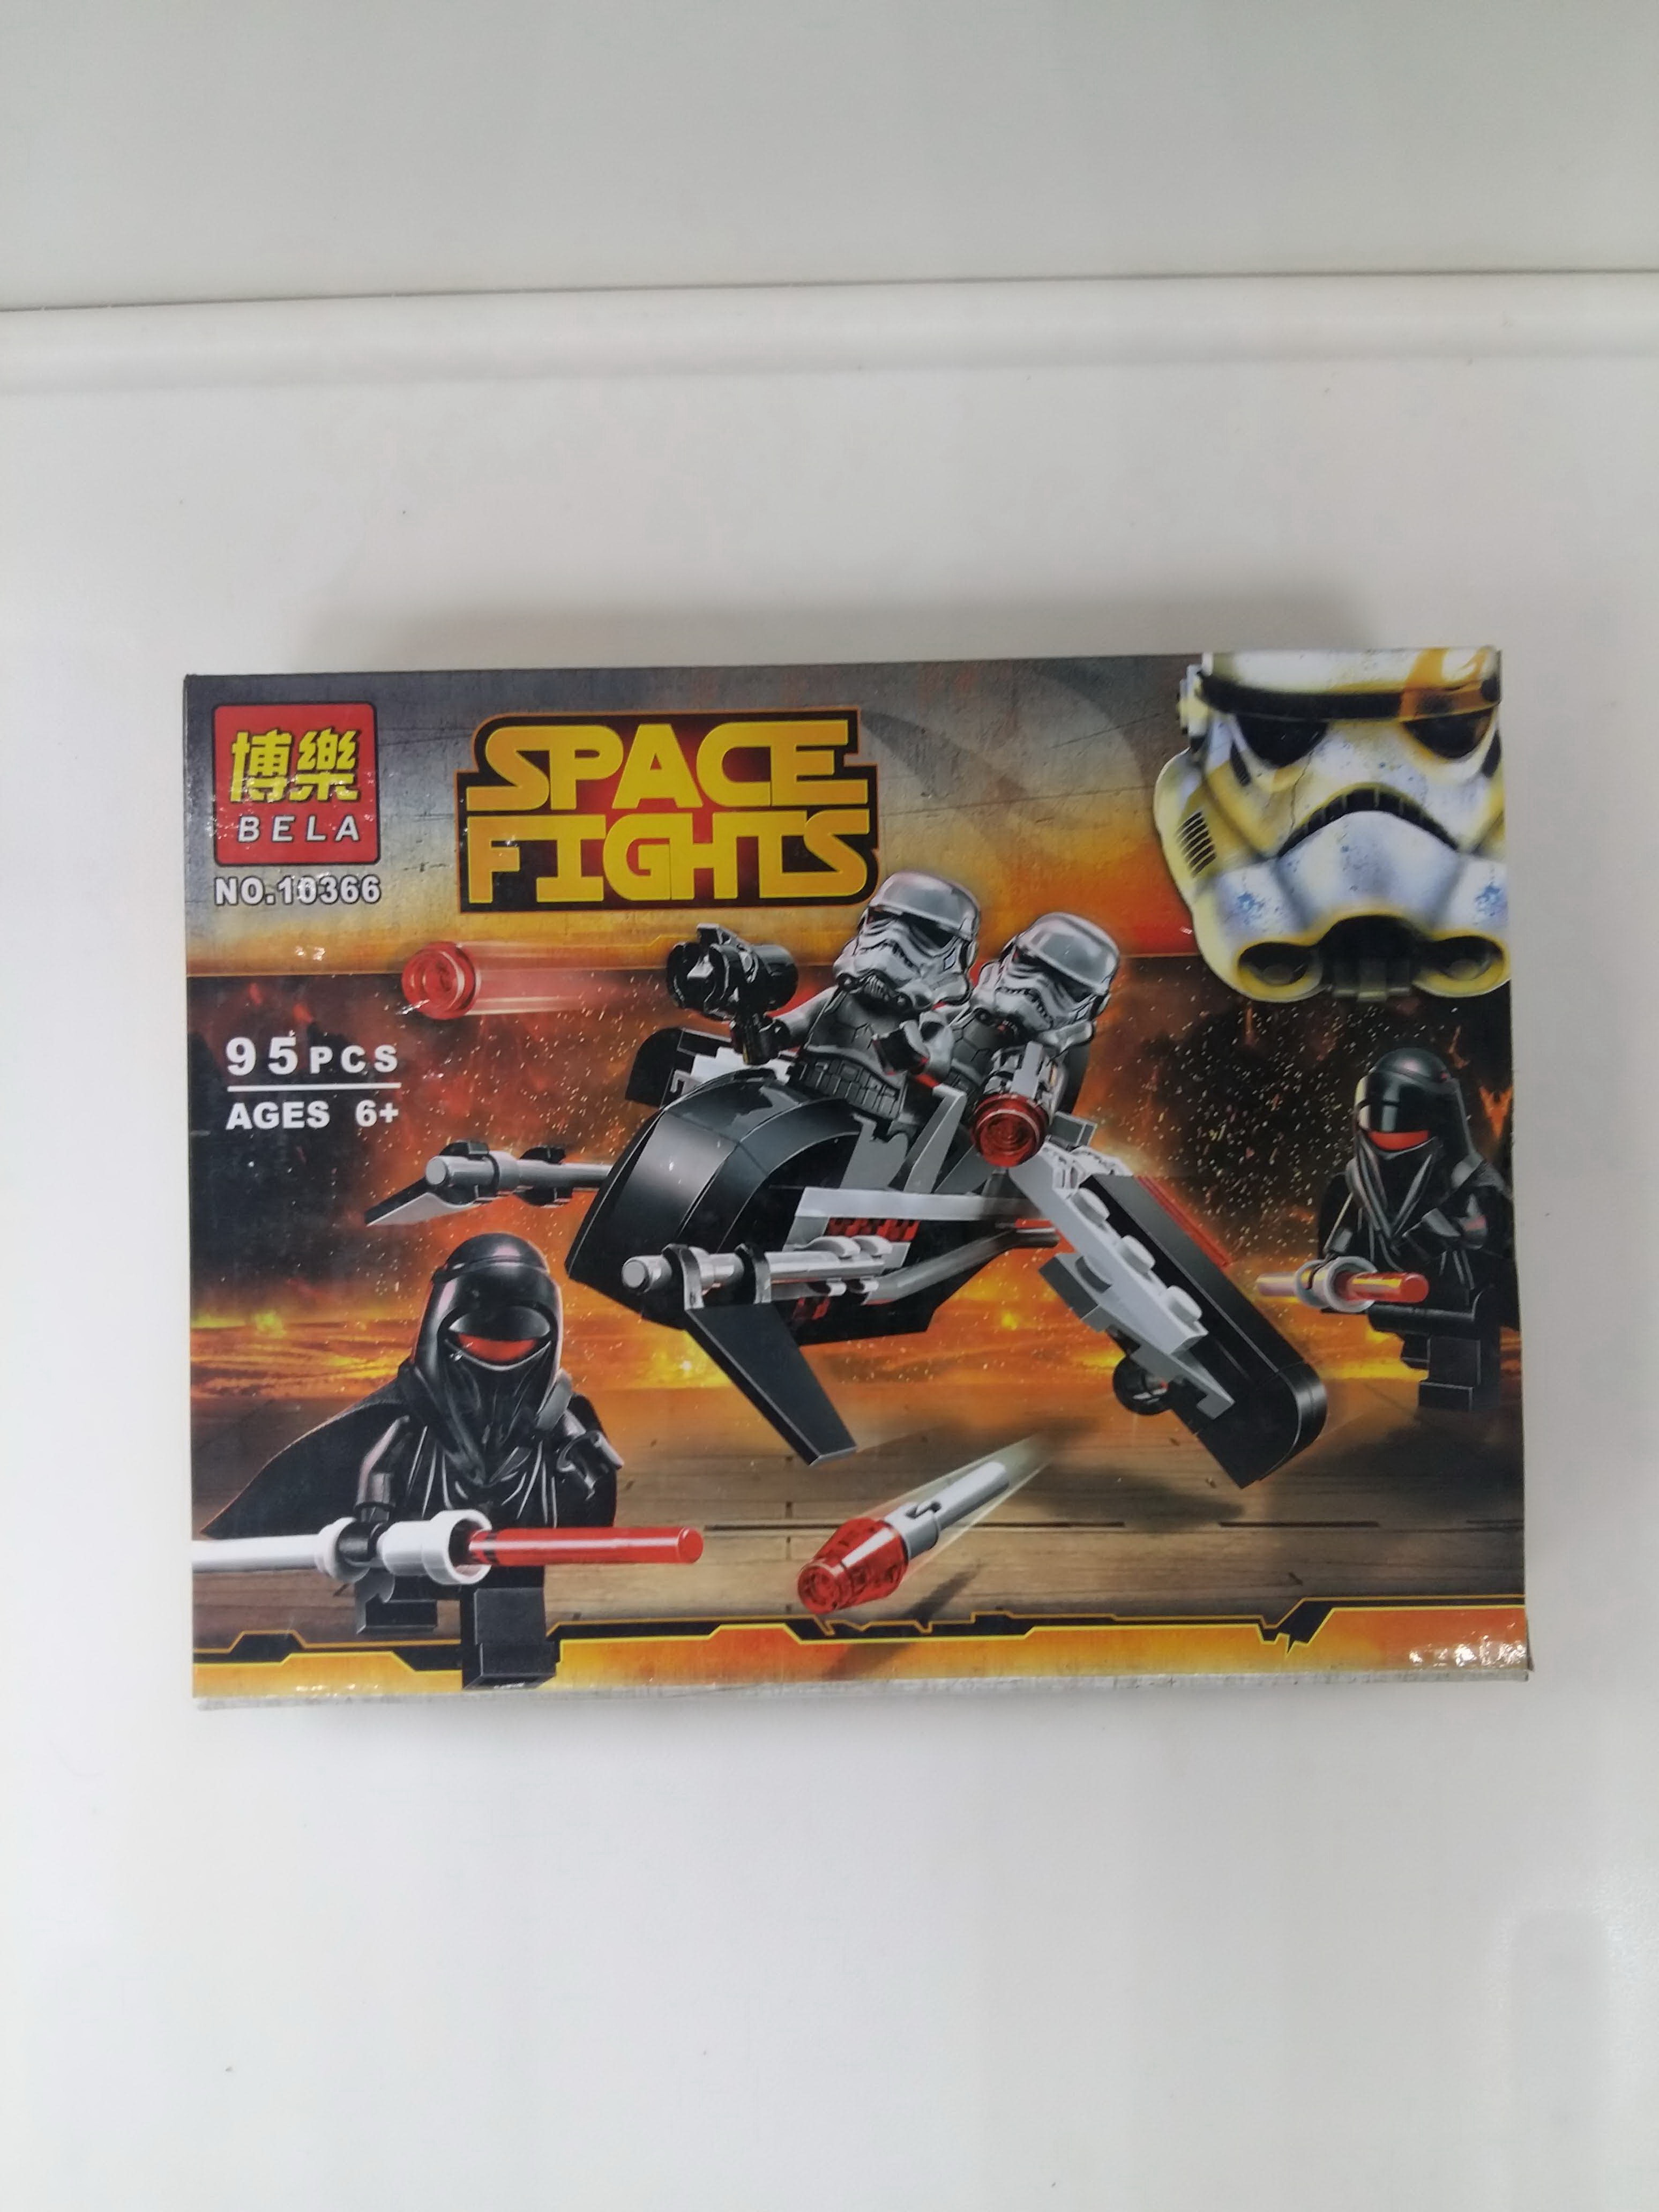 博樂
BELA
NO.10366
SPACE
FIGHTS
95PCS
AGES 6+